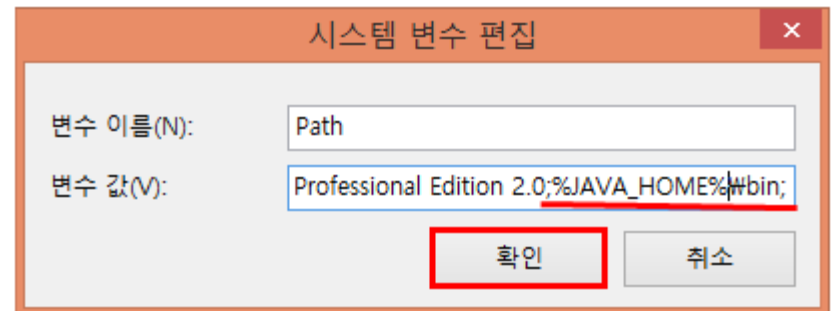 시스템 변수 편집
변수 이름(N): Path
변수 값(V): Professional Edition 2.0;%JAVA_HOME%₩bin;
확인 취소